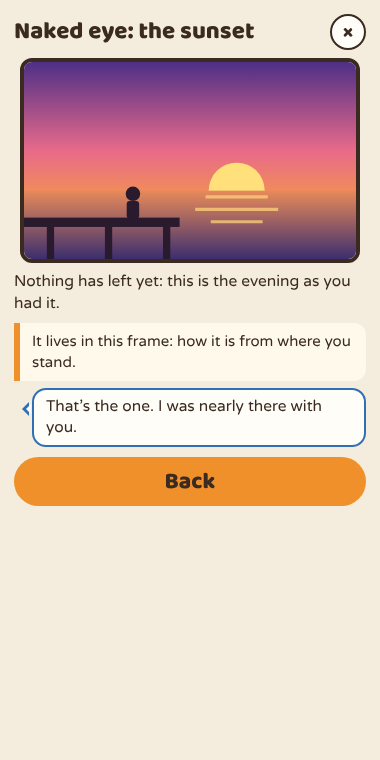 Naked eye: the sunset
×
Nothing has left yet: this is the evening as you
had it.
It lives in this frame: how it is from where you
stand.
That’s the one. I was nearly there with
you.
Back